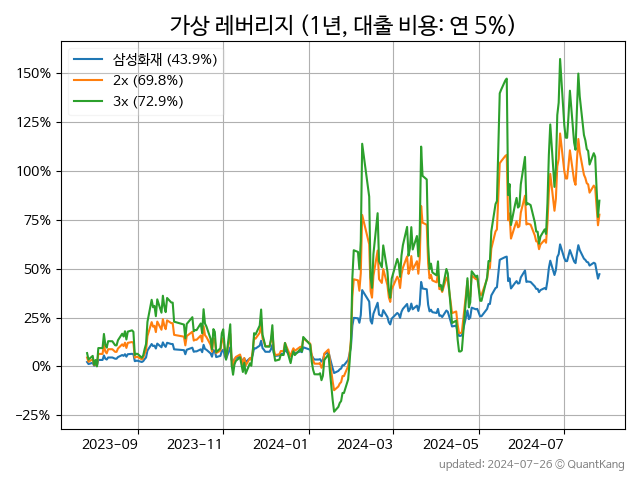 가상 레버리지 (1년, 대출 비용: 연 5%)
삼성화재 (43.9%)
2x (69.8%)
3x (72.9%)
150%
125%
100%
75%
50%
25%
0%
−25%
2023-09
2023-11
2024-01
2024-03
2024-05
2024-07
updated: 2024-07-26 © QuantKang